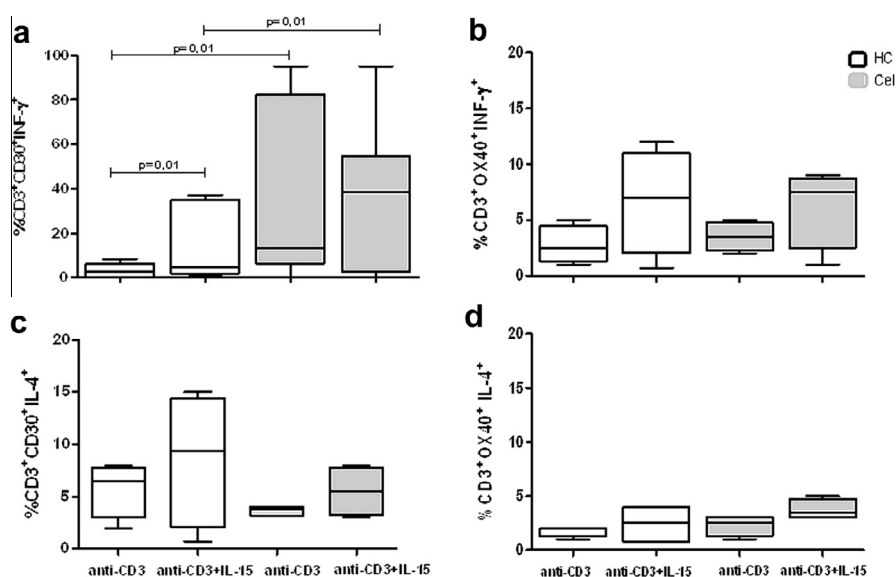 a
p=0,01
p=0,01
p=0,01
%CD3+CD30+INF-γ+
100
80
60
40
20
0
b
HC
Cel
%CD3+OX40+INF-γ+
20
15
10
5
0
c
%CD3+CD30+IL-4+
20
15
10
5
0
anti-CD3 anti-CD3+IL-15 anti-CD3 anti-CD3+IL-15
d
% CD3+OX40+ IL-4+
20
15
10
5
0
anti-CD3 anti-CD3+IL-15 anti-CD3 anti-CD3+IL-15